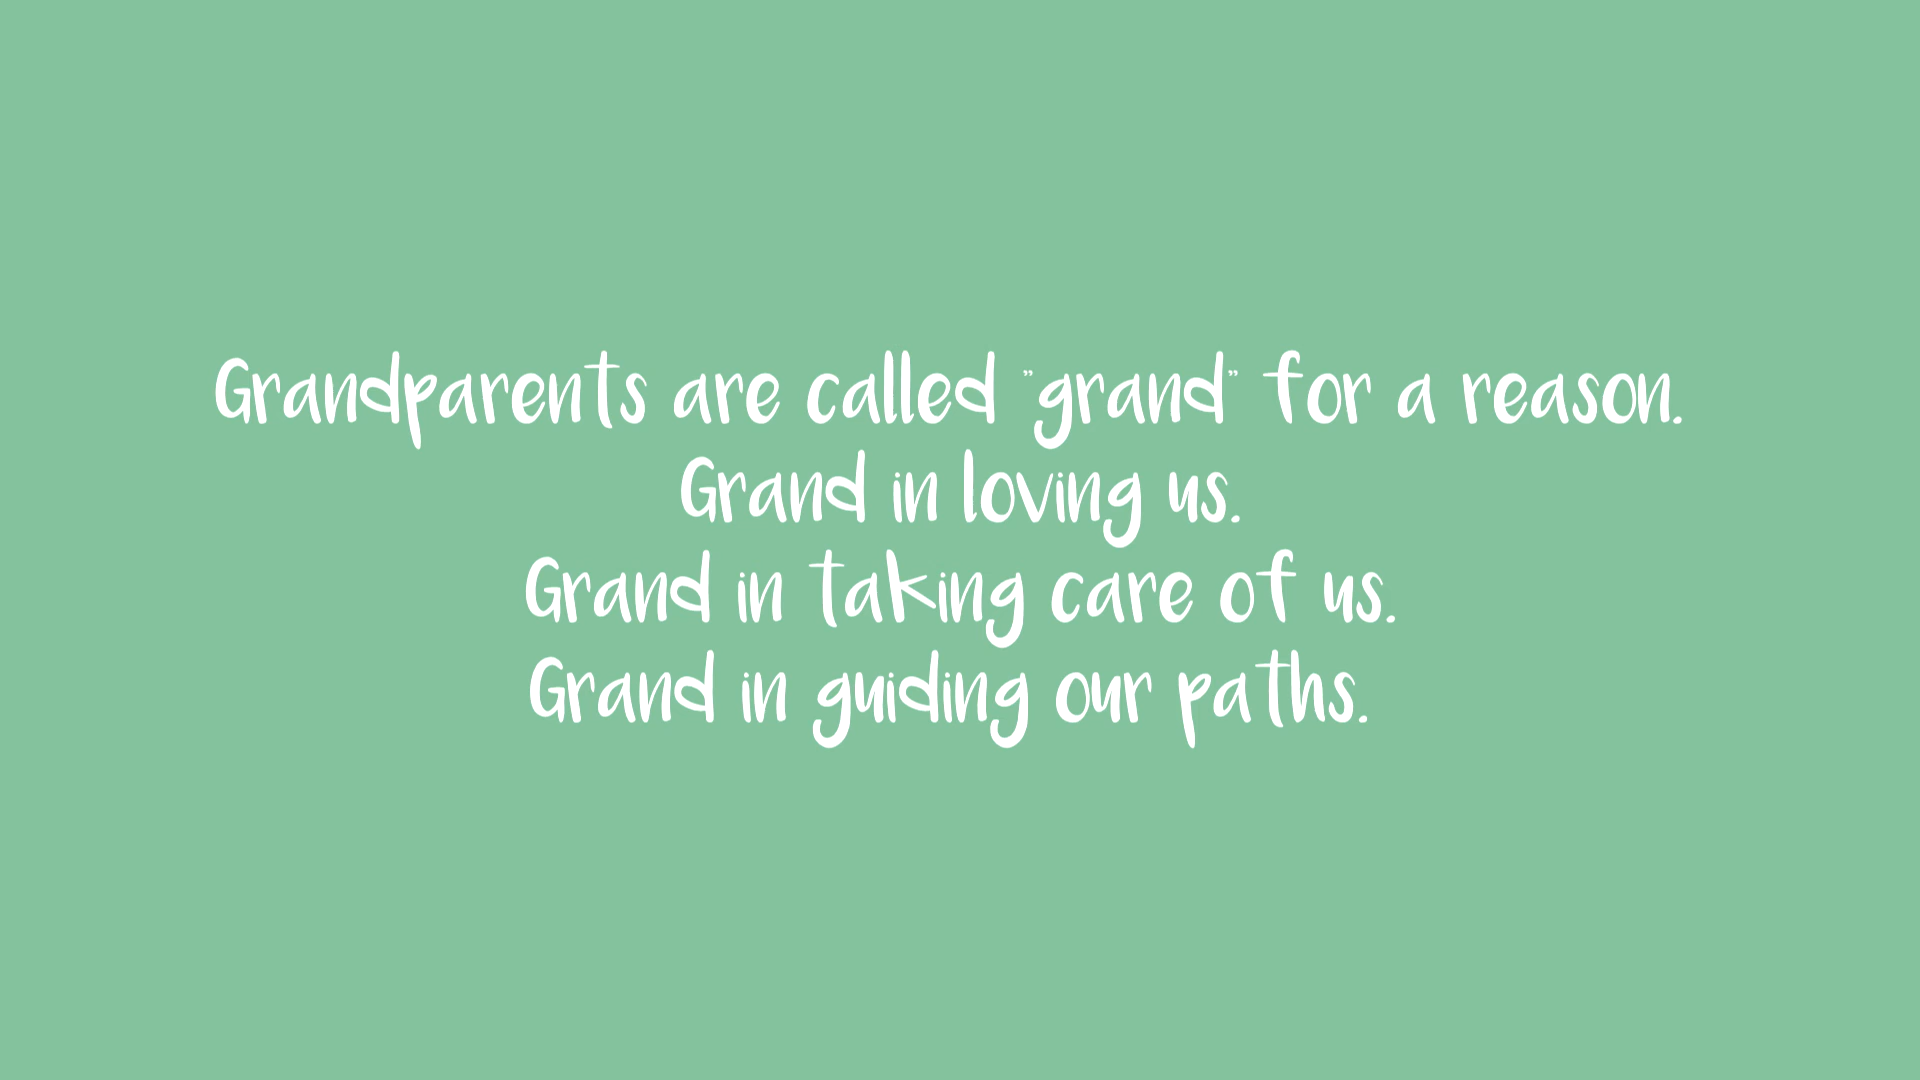 Grandparents are called "grand" for a reason.
Grand in loving us.
Grand in taking care of us.
Grand in guiding our paths.